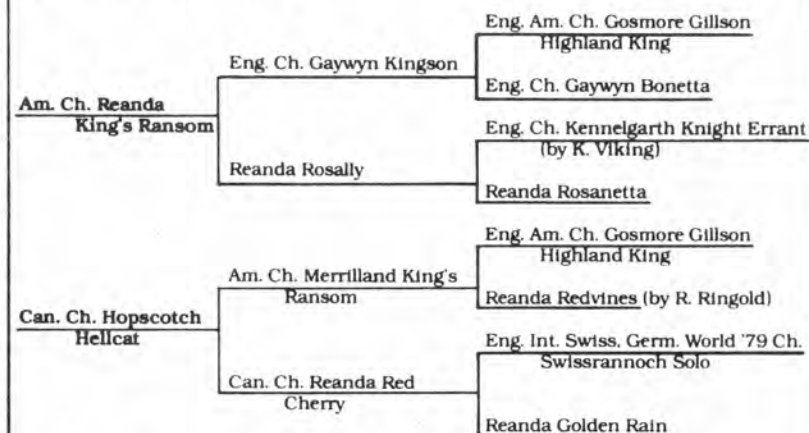 Eng. Am. Ch. Gosmore Gillson
Highland King
Eng. Ch. Gaywyn Kingson
Eng. Ch. Gaywyn Bonetta
Am. Ch. Reanda
King's Ransom
Eng. Ch. Kennelgarth Knight Errant
(by K. Viking)
Reanda Rosally
Reanda Rosanetta
Eng. Am. Ch. Gosmore Gillson
Highland King
Am. Ch. Merrilland King's
Ransom
Reanda Redvines (by R. Ringold)
Can. Ch. Hopscotch
Hellcat
Eng. Int. Swiss. Germ. World '79 Ch.
Swissrannoch Solo
Can. Ch. Reanda Red
Cherry
Reanda Golden Rain